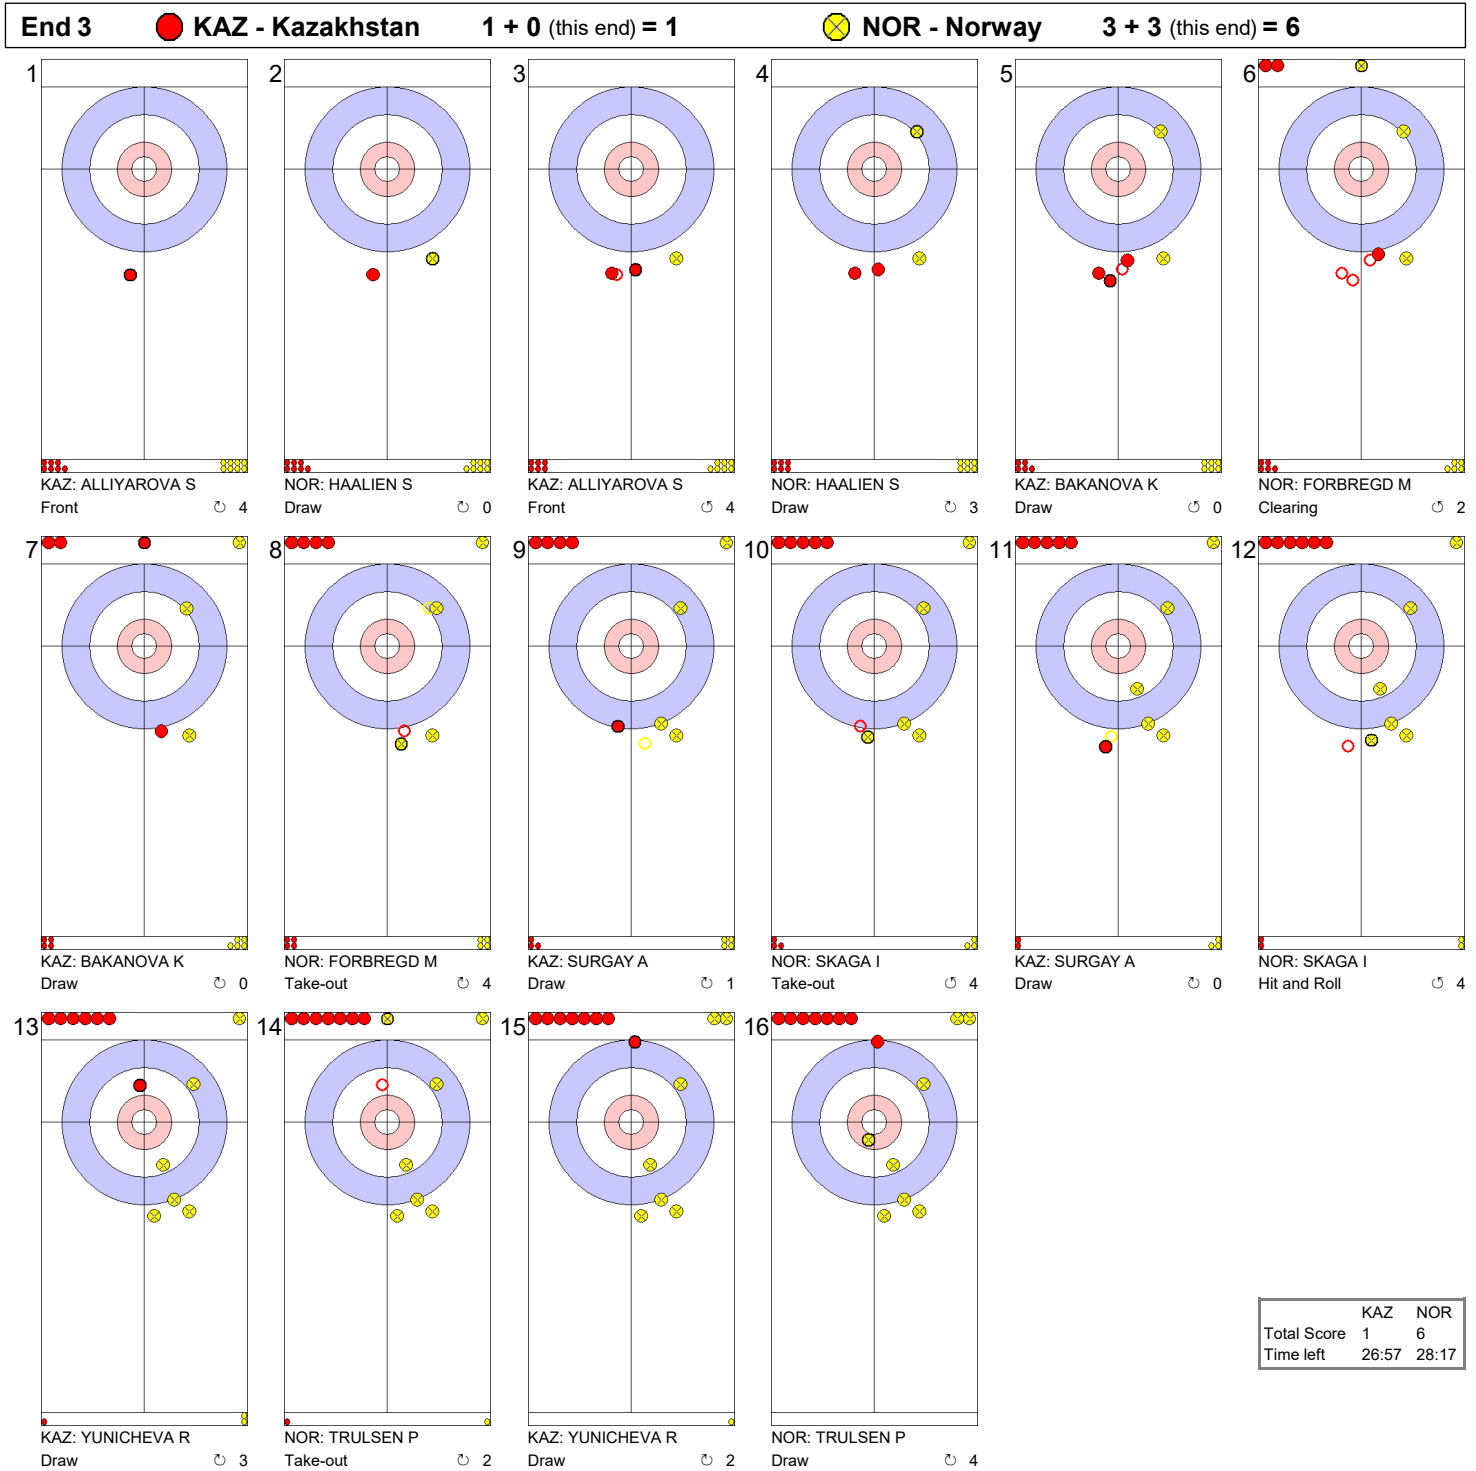 End 3 KAZ - Kazakhstan 1 + 0 (this end) = 1 NOR - Norway 3 + 3 (this end) = 6
1 2 3 4 5 6
KAZ: ALLIYAROVA S NOR: HAALIEN S KAZ: ALLIYAROVA S NOR: HAALIEN S KAZ: BAKANOVA K NOR: FORBREGD M
Front ↻ 4 Draw ↻ 0 Front ↺ 4 Draw ↻ 3 Draw ↻ 0 Clearing ↺ 2
7 8 9 10 11 12
KAZ: BAKANOVA K NOR: FORBREGD M KAZ: SURGAY A NOR: SKAGA I KAZ: SURGAY A NOR: SKAGA I
Draw ↻ 0 Take-out ↻ 4 Draw ↻ 1 Take-out ↺ 4 Draw ↻ 0 Hit and Roll ↺ 4
13 14 15 16
KAZ NOR
Total Score 1 6
Time left 26:57 28:17
KAZ: YUNICHEVA R NOR: TRULSEN P KAZ: YUNICHEVA R NOR: TRULSEN P
Draw ↻ 3 Take-out ↻ 2 Draw ↻ 2 Draw ↻ 4